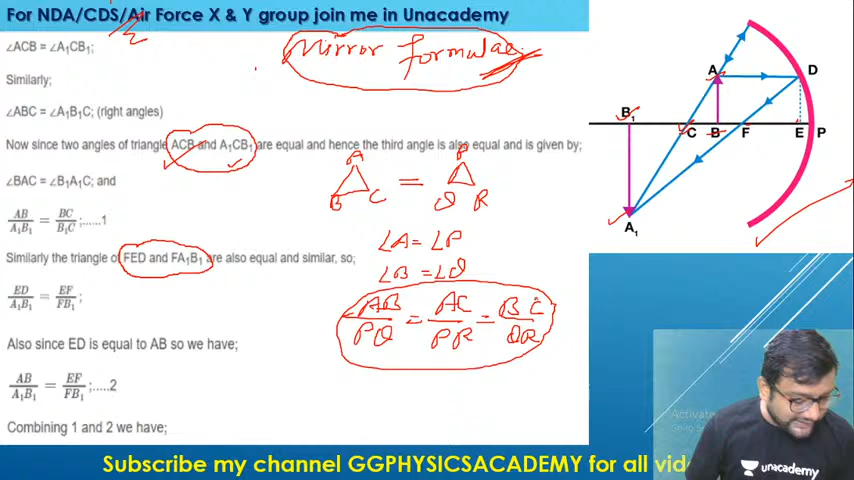 For NDA/CDS/Air Force X & Y group join me in Unacademy
∠ACB = ∠A₁CB₁;
Mirror formulae
Similarly;
∠ABC = ∠A₁B₁C; (right angles)
Now since two angles of triangle ACB and A₁CB₁ are equal and hence the third angle is also equal and is given by;
∠BAC = ∠B₁A₁C; and
AB/A₁B₁ = BC/B₁C;.....1
Similarly the triangle of FED and FA₁B₁ are also equal and similar, so;
ED/A₁B₁ = EF/FB₁;
Also since ED is equal to AB so we have;
AB/A₁B₁ = EF/FB₁;.....2
Combining 1 and 2 we have;
A
B C
=
P
Q R
∠A = ∠P
∠B = ∠Q
AB/PQ = AC/PR = BC/QR
A D
B₁
C B F E P
A₁
Activate
unacademy
Subscribe my channel GGPHYSICSACADEMY for all